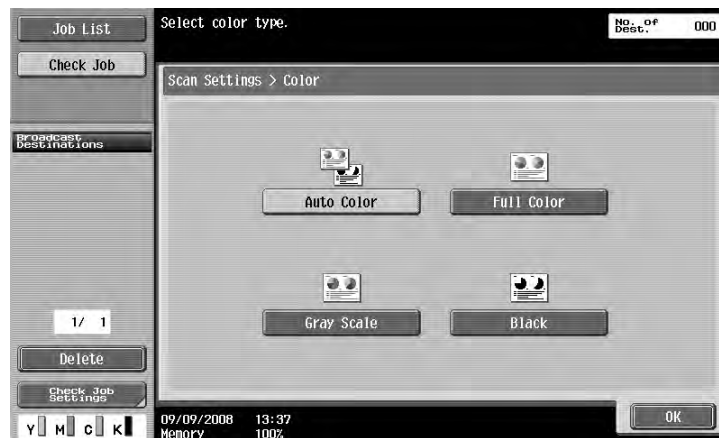 Job List
Select color type.
No. of
Dest.
000
Check Job
Scan Settings > Color
Broadcast
Destinations
Auto Color
Full Color
Gray Scale
Black
1/ 1
Delete
Check Job
Settings
Y M C K
09/09/2008 13:37
Memory 100%
OK